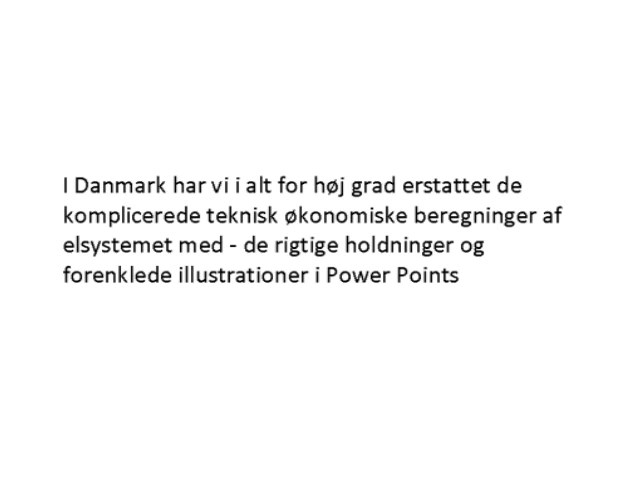 I Danmark har vi i alt for høj grad erstattet de
komplicerede teknisk økonomiske beregninger af
elsystemet med - de rigtige holdninger og
forenklede illustrationer i Power Points